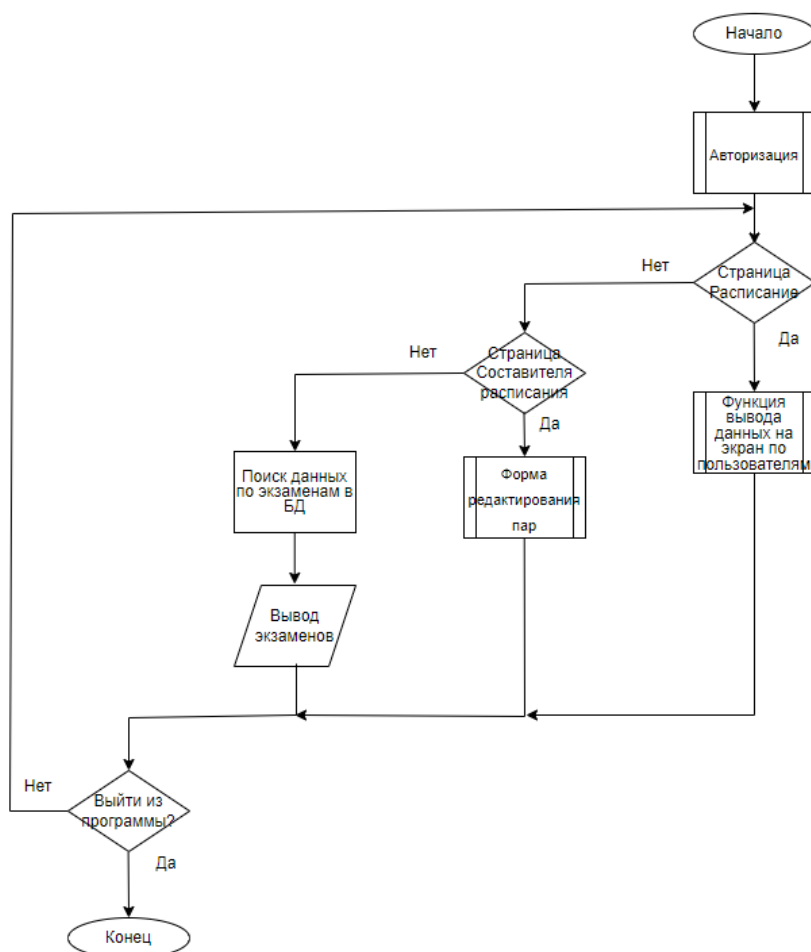 Начало
Авторизация
Нет
Страница
Расписание
Да
Нет
Страница
Составителя
расписания
Да
Функция
вывода
данных на
экран по
пользователям
Поиск данных
по экзаменам в
БД
Форма
редактирования
пар
Вывод
экзаменов
Нет
Выйти из
программы?
Да
Конец